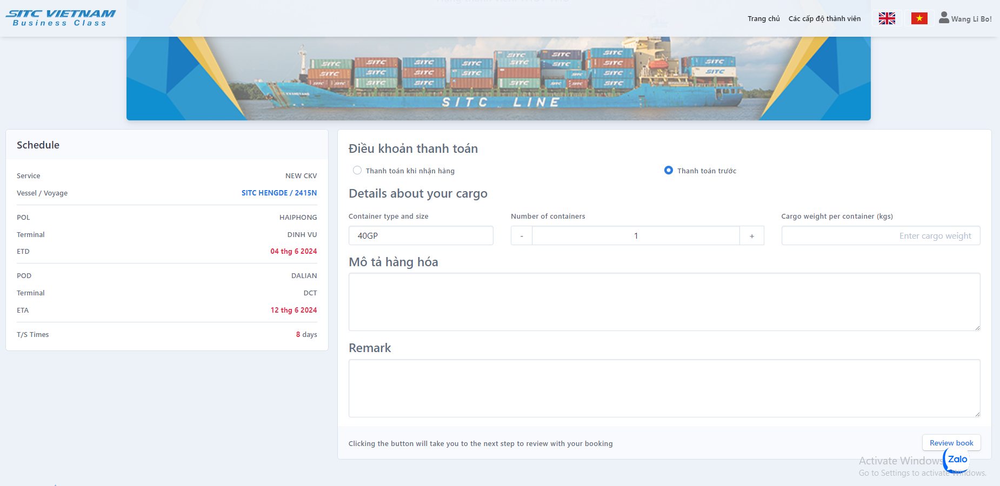 SITC VIETNAM
Business Class
Trang chủ
Các cấp độ thành viên
Wang Li Bo!
SITC LINE
Schedule
Service
NEW CKV
Vessel / Voyage
SITC HENGDE / 2415N
POL
HAIPHONG
Terminal
DINH VU
ETD
04 thg 6 2024
POD
DALIAN
Terminal
DCT
ETA
12 thg 6 2024
T/S Times
8 days
Điều khoản thanh toán
Thanh toán khi nhận hàng
Thanh toán trước
Details about your cargo
Container type and size
Number of containers
Cargo weight per container (kgs)
40GP
-
1
+
Enter cargo weight
Mô tả hàng hóa
Remark
Clicking the button will take you to the next step to review with your booking
Review book
Zalo
Activate Windows
Go to Settings to activate Windows.